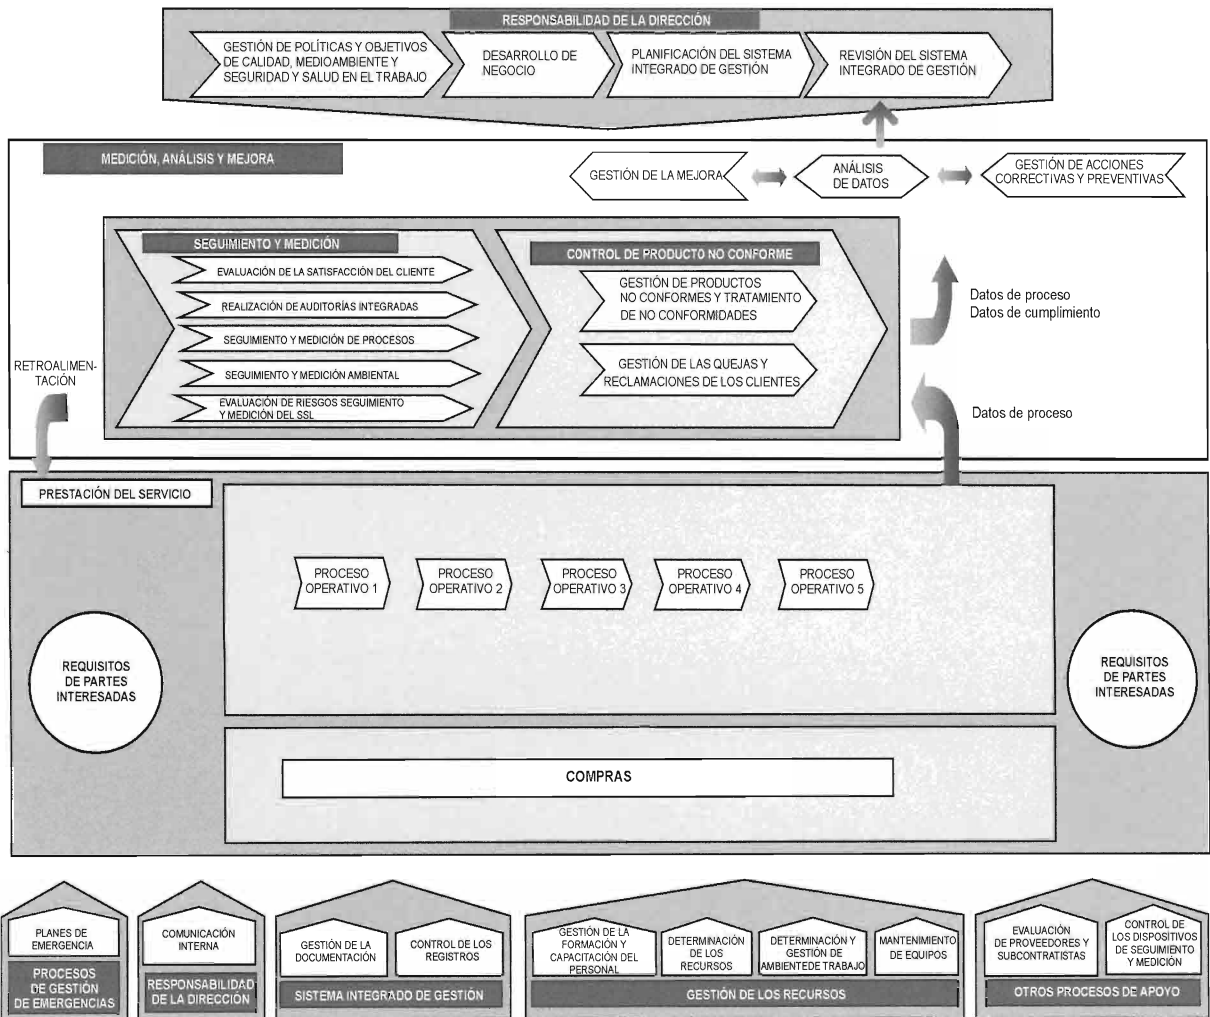 RESPONSABILIDAD DE LA DIRECCIÓN
GESTIÓN DE POLÍTICAS Y OBJETIVOS
DE CALIDAD, MEDIOAMBIENTE Y
SEGURIDAD Y SALUD EN EL TRABAJO
DESARROLLO DE
NEGOCIO
PLANIFICACIÓN DEL SISTEMA
INTEGRADO DE GESTIÓN
REVISIÓN DEL SISTEMA
INTEGRADO DE GESTIÓN
MEDICIÓN, ANÁLISIS Y MEJORA
GESTIÓN DE LA MEJORA
ANÁLISIS
DE DATOS
GESTIÓN DE ACCIONES
CORRECTIVAS Y PREVENTIVAS
SEGUIMIENTO Y MEDICIÓN
EVALUACIÓN DE LA SATISFACCIÓN DEL CLIENTE
REALIZACIÓN DE AUDITORÍAS INTEGRADAS
SEGUIMIENTO Y MEDICIÓN DE PROCESOS
SEGUIMIENTO Y MEDICIÓN AMBIENTAL
EVALUACIÓN DE RIESGOS SEGUIMIENTO
Y MEDICIÓN DEL SSL
CONTROL DE PRODUCTO NO CONFORME
GESTIÓN DE PRODUCTOS
NO CONFORMES Y TRATAMIENTO
DE NO CONFORMIDADES
GESTIÓN DE LAS QUEJAS Y
RECLAMACIONES DE LOS CLIENTES
Datos de proceso
Datos de cumplimiento
RETROALIMEN-
TACIÓN
Datos de proceso
PRESTACIÓN DEL SERVICIO
PROCESO
OPERATIVO 1
PROCESO
OPERATIVO 2
PROCESO
OPERATIVO 3
PROCESO
OPERATIVO 4
PROCESO
OPERATIVO 5
REQUISITOS
DE PARTES
INTERESADAS
REQUISITOS
DE PARTES
INTERESADAS
COMPRAS
PLANES DE
EMERGENCIA
PROCESOS
DE GESTIÓN
DE EMERGENCIAS
COMUNICACIÓN
INTERNA
RESPONSABILIDAD
DE LA DIRECCIÓN
GESTIÓN DE LA
DOCUMENTACIÓN
CONTROL DE LOS
REGISTROS
SISTEMA INTEGRADO DE GESTIÓN
GESTIÓN DE LA
FORMACIÓN Y
CAPACITACIÓN DEL
PERSONAL
DETERMINACIÓN
DE LOS
RECURSOS
DETERMINACIÓN Y
GESTIÓN DE
AMBIENTEDE TRABAJO
MANTENIMIENTO
DE EQUIPOS
GESTIÓN DE LOS RECURSOS
EVALUACIÓN
DE PROVEEDORES Y
SUBCONTRATISTAS
CONTROL DE
LOS DISPOSITIVOS
DE SEGUIMIENTO
Y MEDICIÓN
OTROS PROCESOS DE APOYO